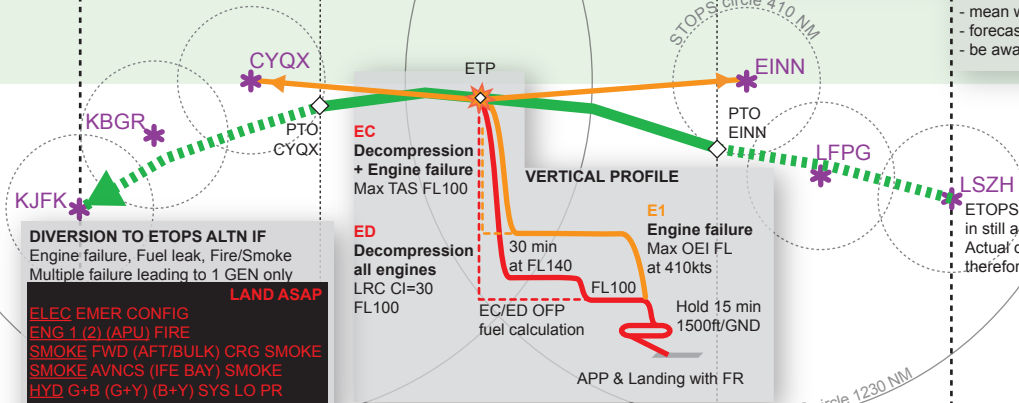 STOPS circle 410 NM
- mean w
- forecas
- be awa
CYQX
ETP
EINN
KBGR
PTO
CYQX
PTO
EINN
LFPG
KJFK
LSZH
EC
Decompression
+ Engine failure
Max TAS FL100
ED
Decompression
all engines
LRC CI=30
FL100
VERTICAL PROFILE
E1
Engine failure
Max OEI FL
at 410kts
30 min
at FL140
FL100
EC/ED OFP
fuel calculation
Hold 15 min
1500ft/GND
APP & Landing with FR
DIVERSION TO ETOPS ALTN IF
Engine failure, Fuel leak, Fire/Smoke
Multiple failure leading to 1 GEN only
LAND ASAP
ELEC EMER CONFIG
ENG 1 (2) (APU) FIRE
SMOKE FWD (AFT/BULK) CRG SMOKE
SMOKE AVNCS (IFE BAY) SMOKE
HYD G+B (G+Y) (B+Y) SYS LO PR
ETOPS
in still a
Actual d
therefor
rcle 1230 NM